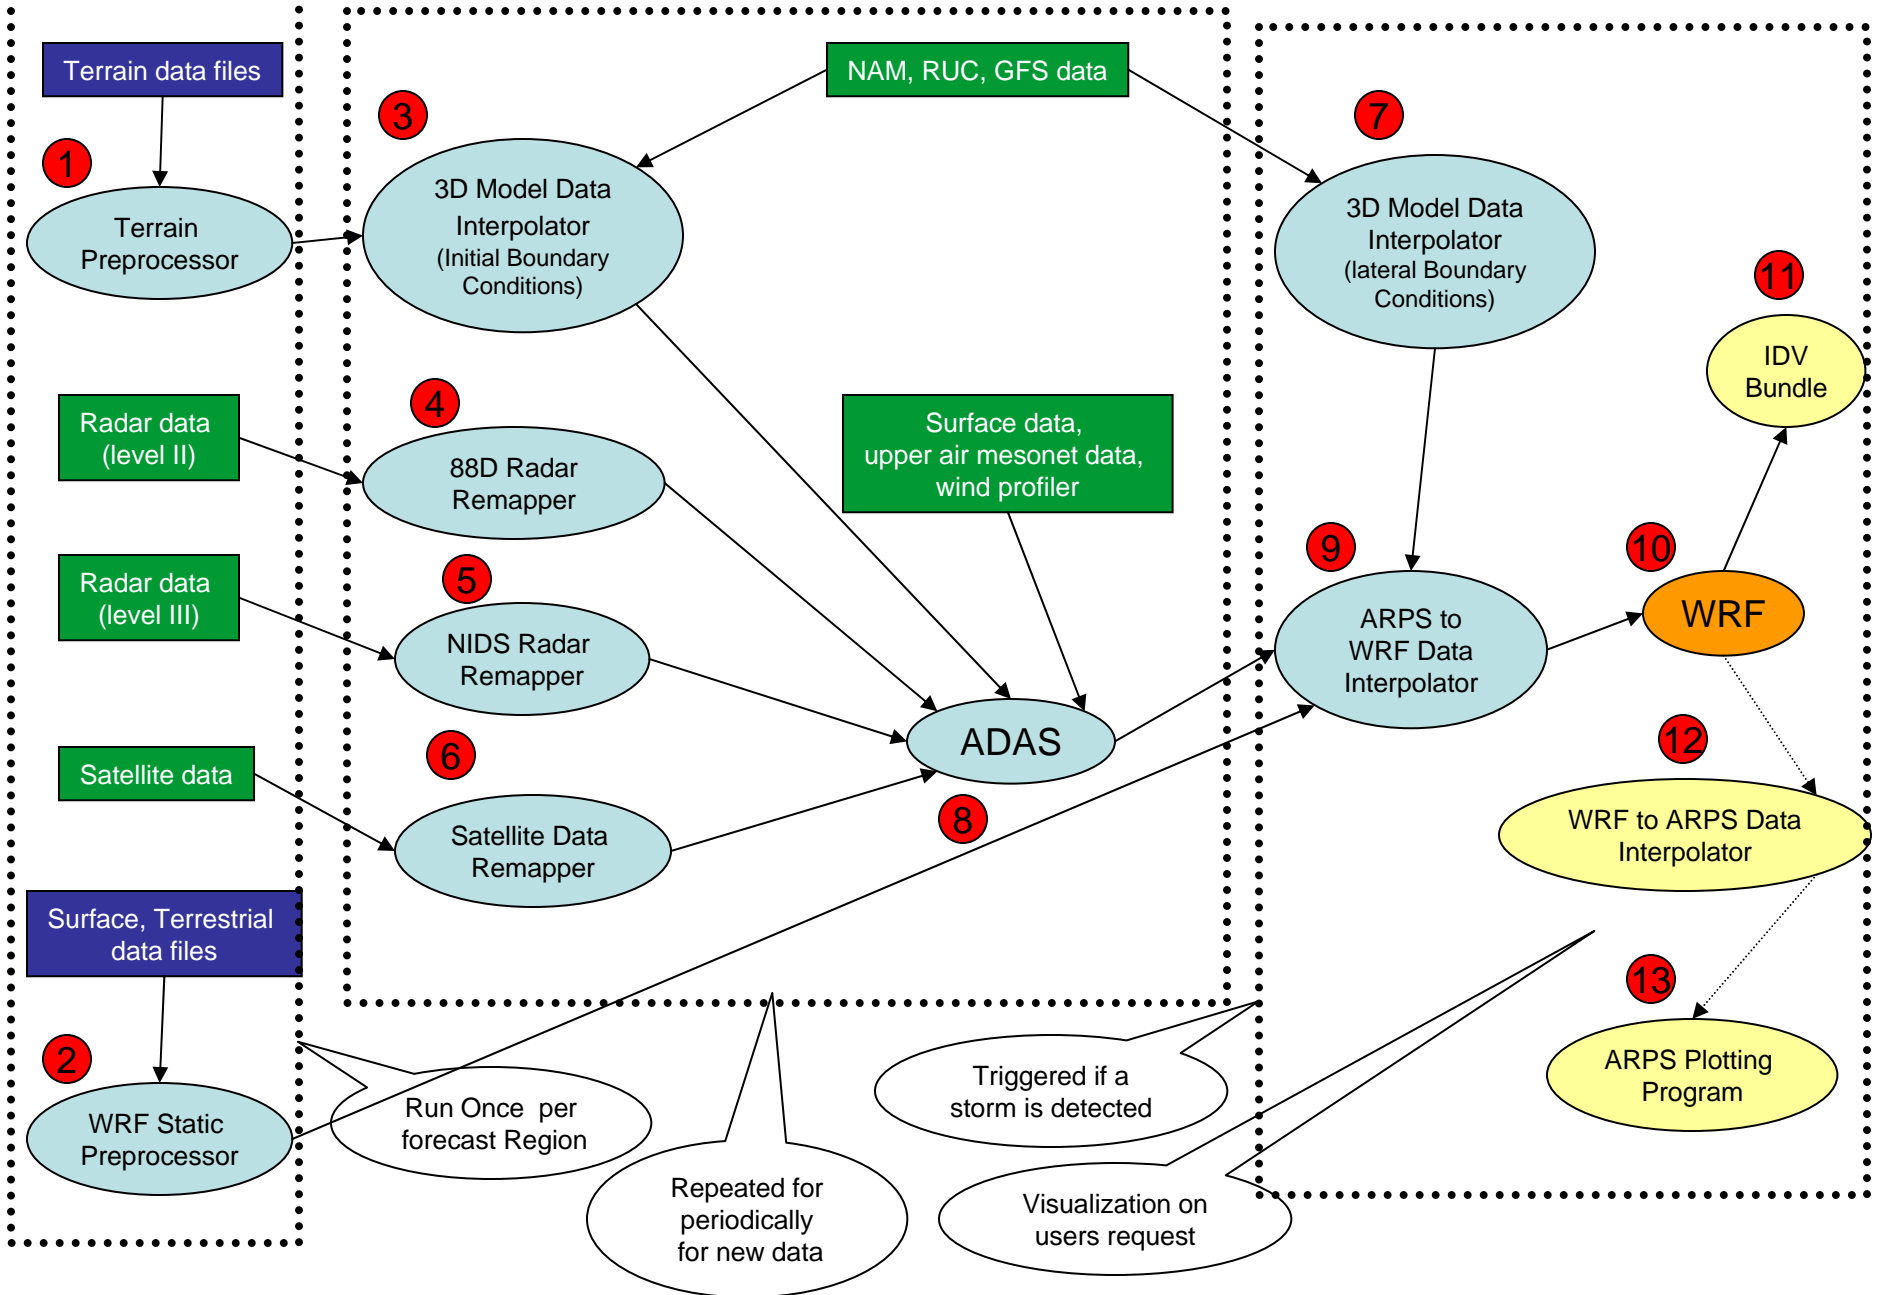 Terrain data files
1
Terrain
Preprocessor
Radar data
(level II)
Radar data
(level III)
Satellite data
Surface, Terrestrial
data files
2
WRF Static
Preprocessor
NAM, RUC, GFS data
3
3D Model Data
Interpolator
(Initial Boundary
Conditions)
4
88D Radar
Remapper
5
NIDS Radar
Remapper
6
Satellite Data
Remapper
Surface data,
upper air mesonet data,
wind profiler
ADAS
8
7
3D Model Data
Interpolator
(lateral Boundary
Conditions)
9
ARPS to
WRF Data
Interpolator
10
WRF
11
IDV
Bundle
12
WRF to ARPS Data
Interpolator
13
ARPS Plotting
Program
Run Once per
forecast Region
Repeated for
periodically
for new data
Triggered if a
storm is detected
Visualization on
users request